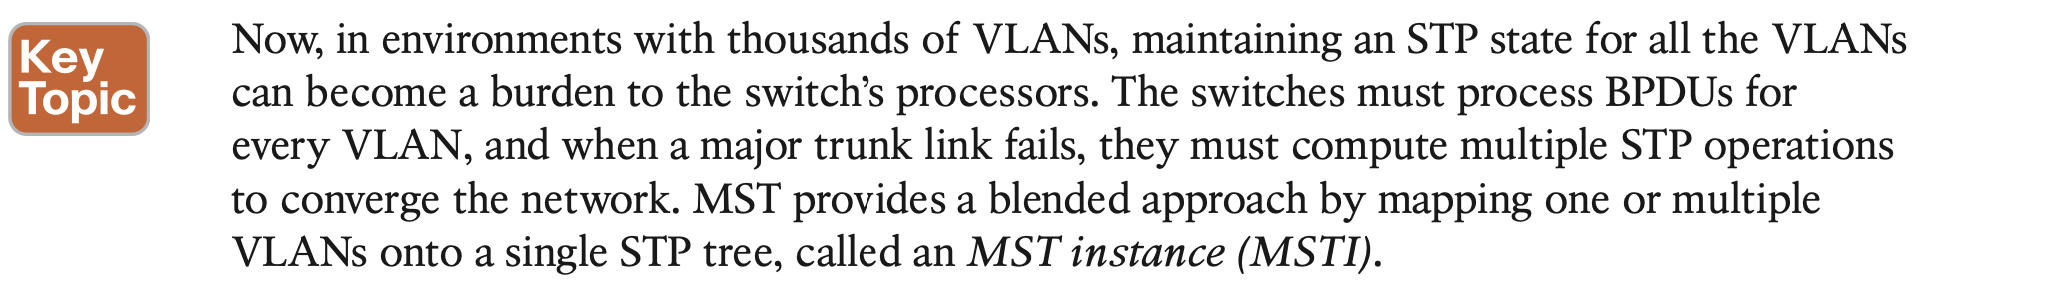 Key
Topic
Now, in environments with thousands of VLANs, maintaining an STP state for all the VLANs
can become a burden to the switch's processors. The switches must process BPDUs for
every VLAN, and when a major trunk link fails, they must compute multiple STP operations
to converge the network. MST provides a blended approach by mapping one or multiple
VLANs onto a single STP tree, called an MST instance (MSTI).